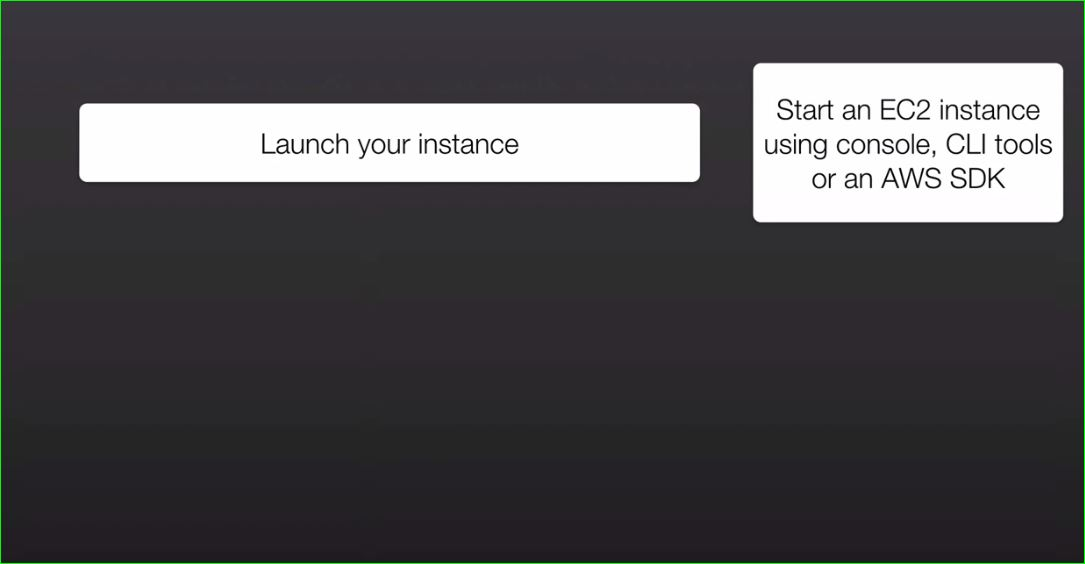 Launch your instance
Start an EC2 instance
using console, CLI tools
or an AWS SDK